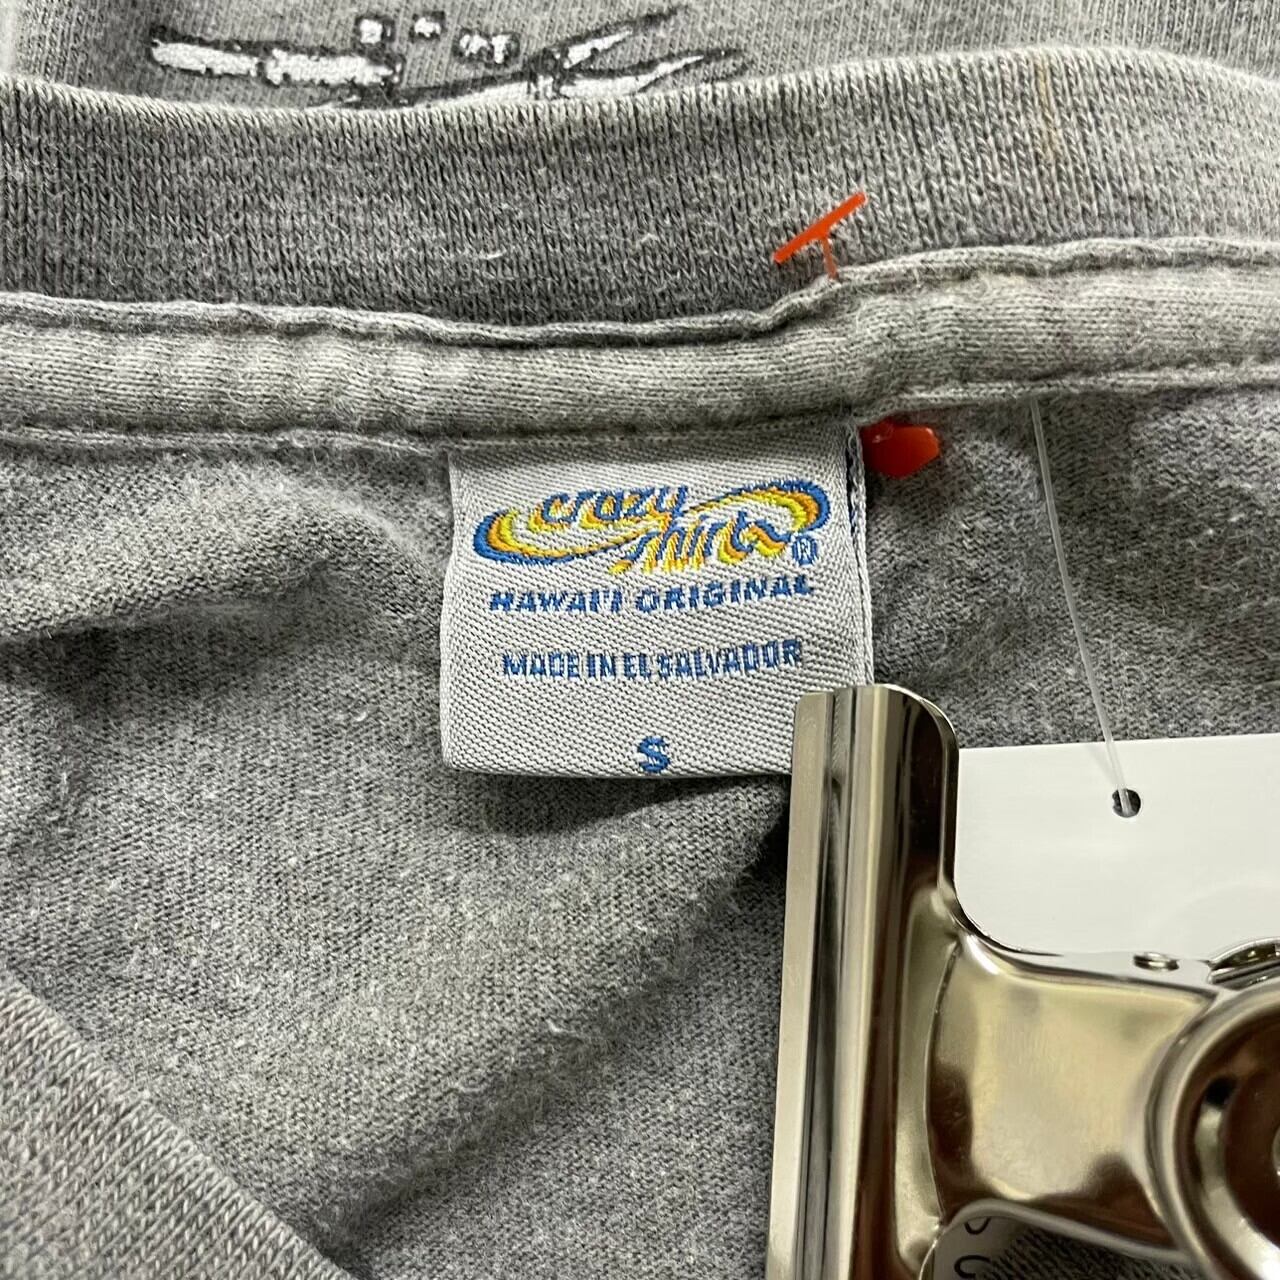 crazy
shirts®
HAWAI'I ORIGINAL
MADE IN EL SALVADOR
S